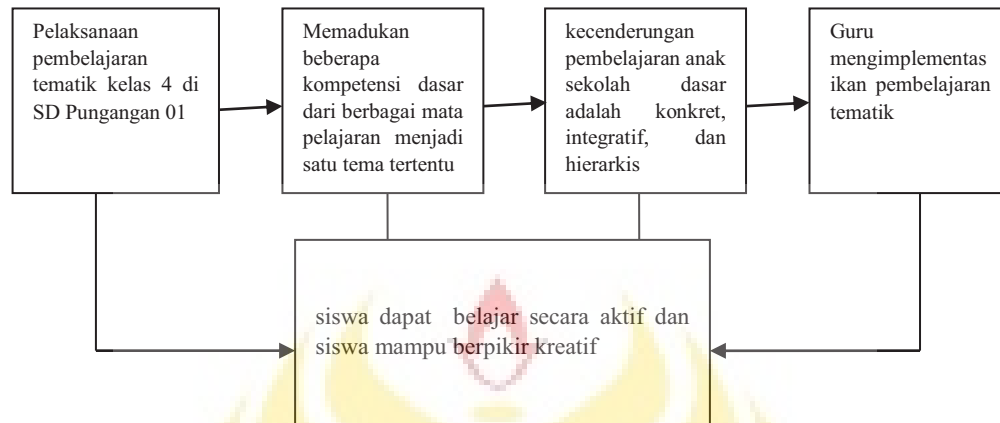 Pelaksanaan
pembelajaran
tematik kelas 4 di
SD Pungangan 01
Memadukan
beberapa
kompetensi dasar
dari berbagai mata
pelajaran menjadi
satu tema tertentu
kecenderungan
pembelajaran anak
sekolah dasar
adalah konkret,
integratif, dan
hierarkis
Guru
mengimplementas
ikan pembelajaran
tematik
siswa dapat belajar secara aktif dan
siswa mampu berpikir kreatif